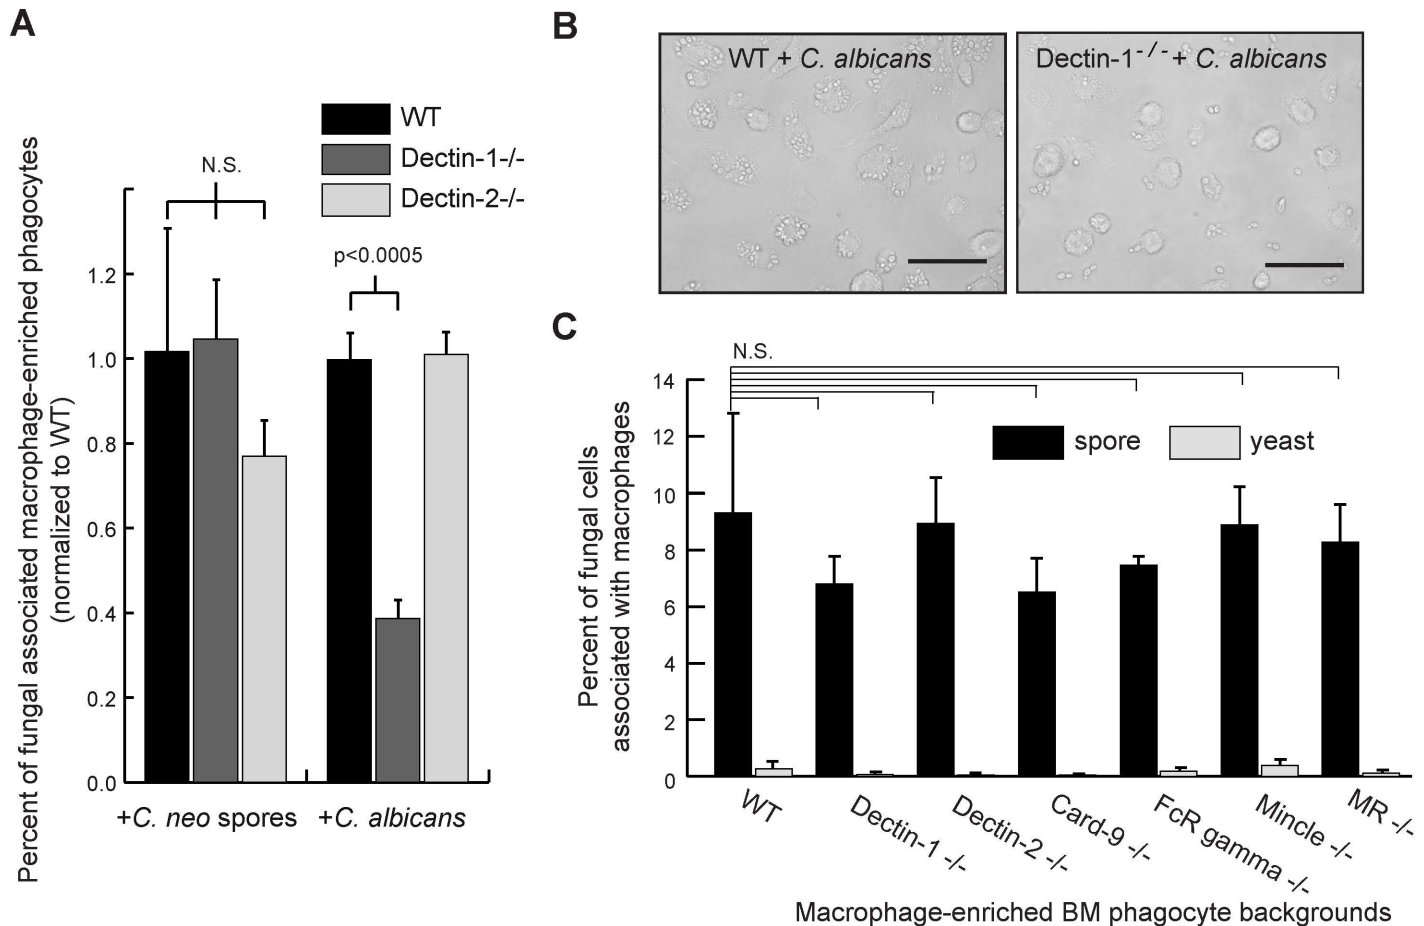 A
Percent of fungal associated macrophage-enriched phagocytes
(normalized to WT)
WT
Dectin-1-/-
Dectin-2-/-
N.S.
p<0.0005
1.2
1.0
0.8
0.6
0.4
0.2
0.0
+C. neo spores
+C. albicans
B
WT + C. albicans
Dectin-1-/- + C. albicans
C
N.S.
Percent of fungal cells
associated with macrophages
14
12
10
8
6
4
2
0
spore
yeast
WT
Dectin-1 -/-
Dectin-2 -/-
Card-9 -/-
FcR gamma -/-
Mincle -/-
MR -/-
Macrophage-enriched BM phagocyte backgrounds